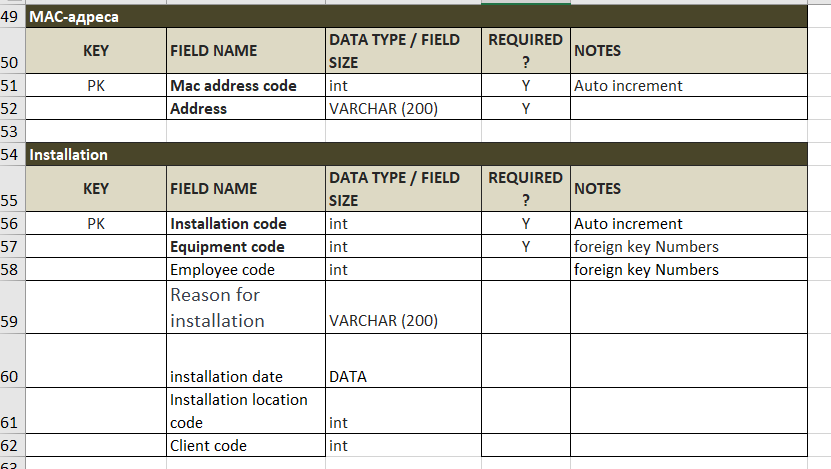 49 MAC-адреса
50 KEY FIELD NAME DATA TYPE / FIELD SIZE REQUIRED ? NOTES
51 PK Mac address code int Y Auto increment
52 Address VARCHAR (200) Y
53
54 Installation
55 KEY FIELD NAME DATA TYPE / FIELD SIZE REQUIRED ? NOTES
56 PK Installation code int Y Auto increment
57 Equipment code int Y foreign key Numbers
58 Employee code int foreign key Numbers
59 Reason for installation VARCHAR (200)
60 installation date DATA
61 Installation location code int
62 Client code int
63